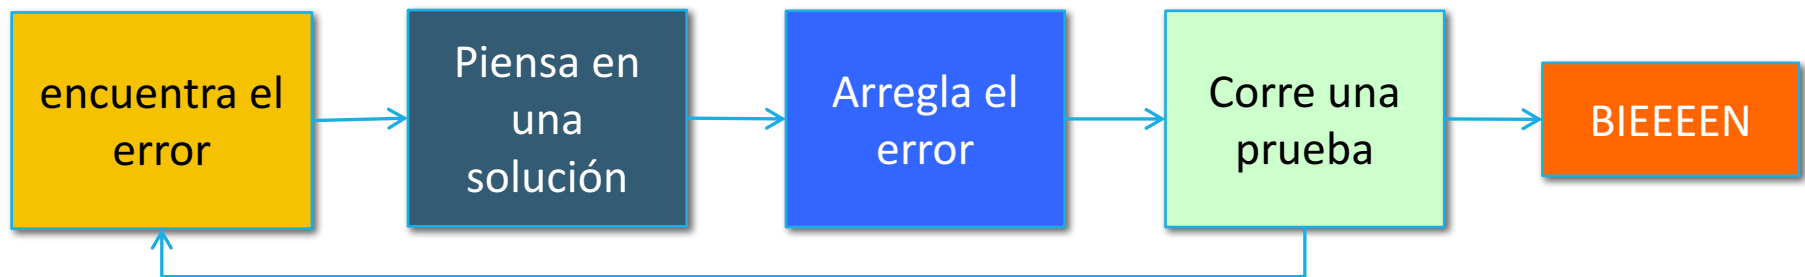 encuentra el
error
Piensa en
una
solución
Arregla el
error
Corre una
prueba
BIEEEEN